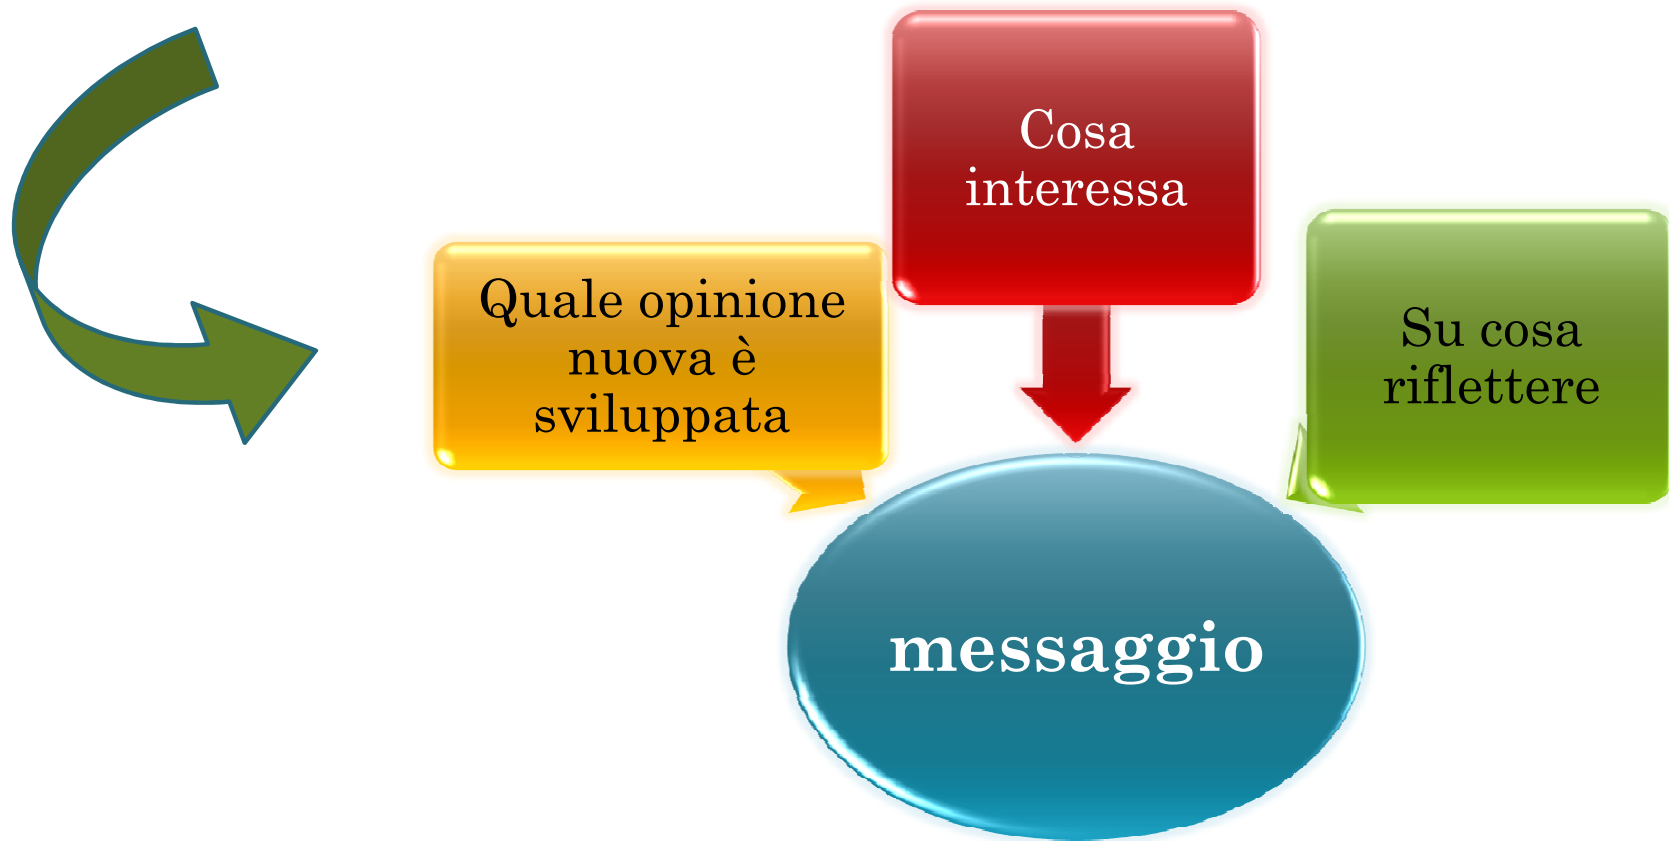 Cosa
interessa
Quale opinione
nuova è
sviluppata
Su cosa
riflettere
messaggio